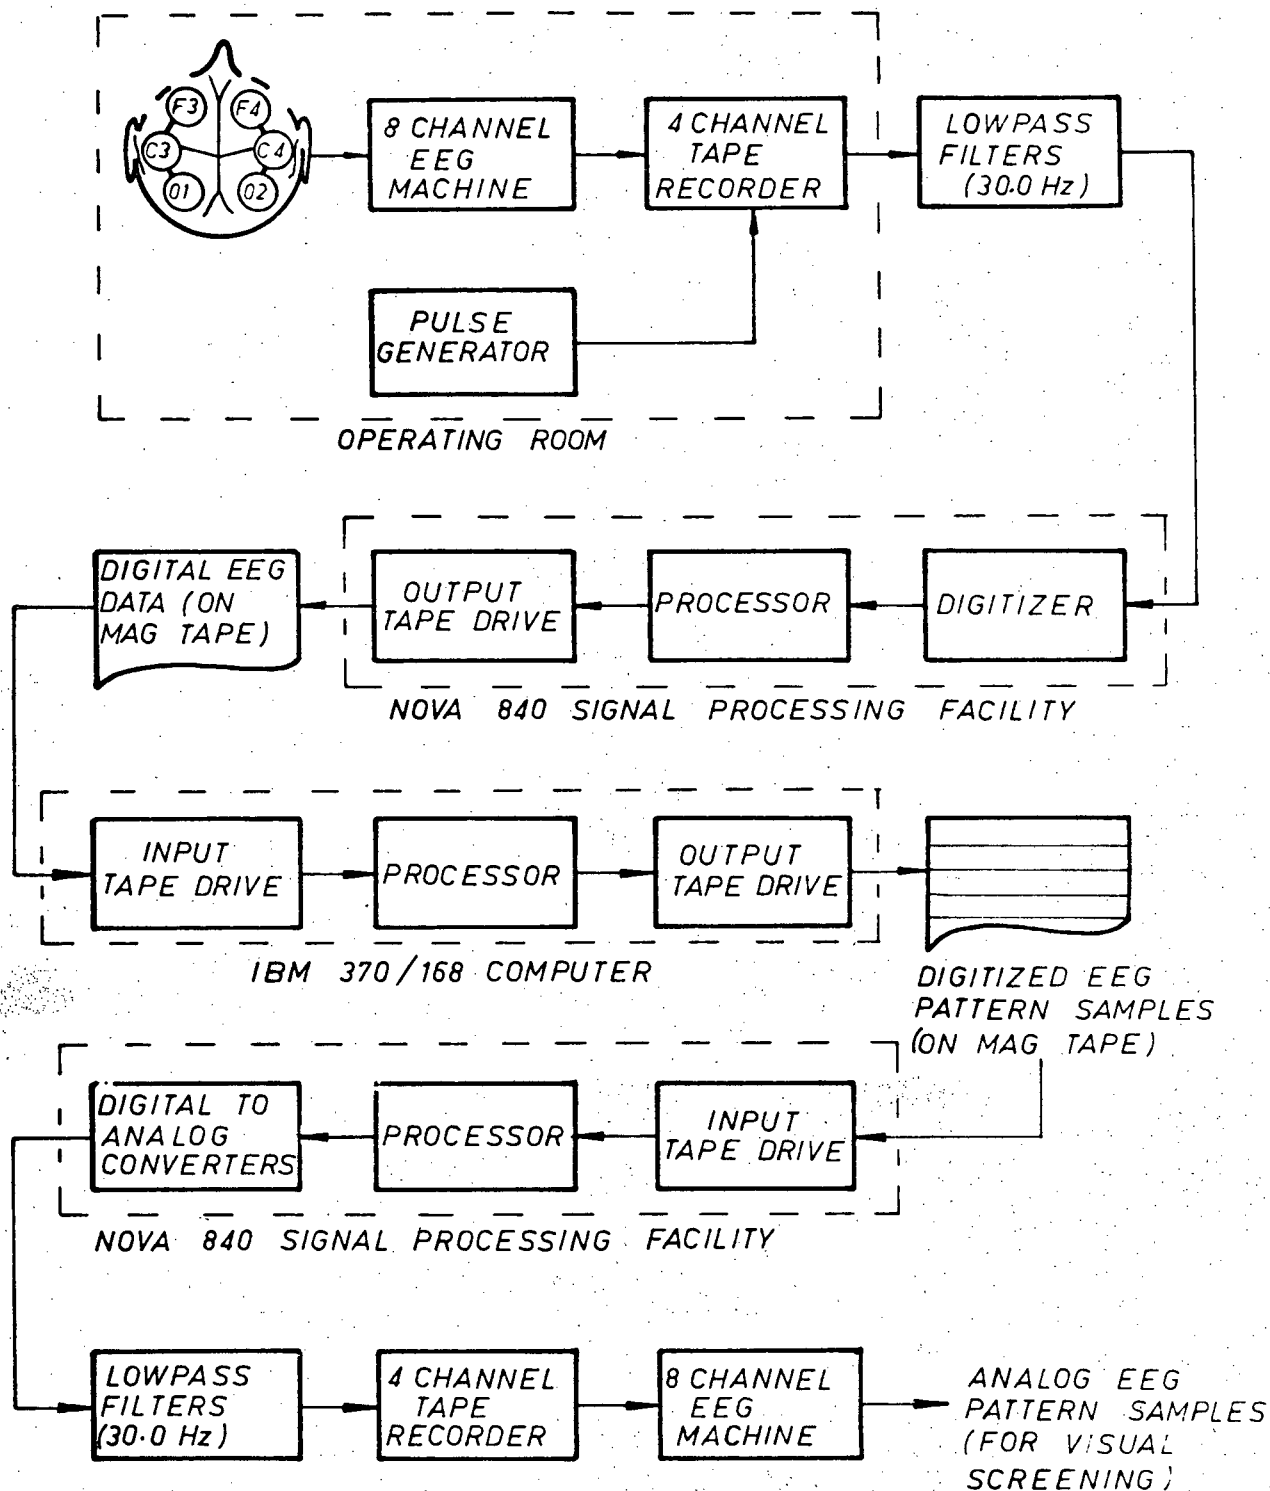 F3
F4
C3
C4
01
02
8 CHANNEL
EEG
MACHINE
4 CHANNEL
TAPE
RECORDER
LOWPASS
FILTERS
(30.0 Hz)
PULSE
GENERATOR
OPERATING ROOM
DIGITAL EEG
DATA (ON
MAG TAPE)
OUTPUT
TAPE DRIVE
PROCESSOR
DIGITIZER
NOVA 840 SIGNAL PROCESSING FACILITY
INPUT
TAPE DRIVE
PROCESSOR
OUTPUT
TAPE DRIVE
IBM 370/168 COMPUTER
DIGITIZED EEG
PATTERN SAMPLES
(ON MAG TAPE)
DIGITAL TO
ANALOG
CONVERTERS
PROCESSOR
INPUT
TAPE DRIVE
NOVA 840 SIGNAL PROCESSING FACILITY
LOWPASS
FILTERS
(30.0 Hz)
4 CHANNEL
TAPE
RECORDER
8 CHANNEL
EEG
MACHINE
ANALOG EEG
PATTERN SAMPLES
(FOR VISUAL
SCREENING)